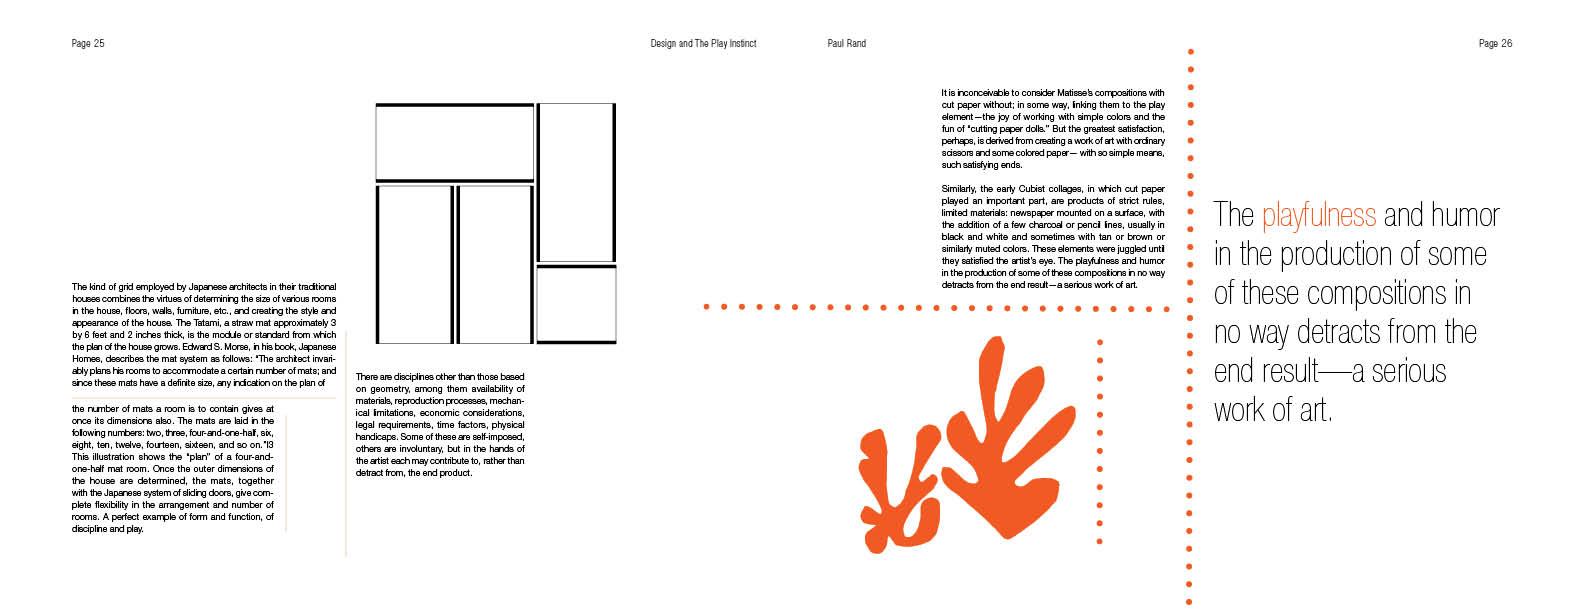 Page 25
Design and The Play Instinct
Paul Rand
Page 26
The kind of grid employed by Japanese architects in their traditional
houses combines the virtues of determining the size of various rooms
in the house, floors, walls, furniture, etc., and creating the style and
appearance of the house. The Tatami, a straw mat approximately 3
by 6 feet and 2 inches thick, is the module or standard from which
the plan of the house grows. Edward S. Morse, in his book, Japanese
Homes, describes the mat system as follows: "The architect invari-
ably plans his rooms to accommodate a certain number of mats; and
since these mats have a definite size, any indication on the plan of
the number of mats a room is to contain gives at
once its dimensions also. The mats are laid in the
following numbers: two, three, four-and-one-half, six,
eight, ten, twelve, fourteen, sixteen, and so on."l3
This illustration shows the "plan" of a four-and-
one-half mat room. Once the outer dimensions of
the house are determined, the mats, together
with the Japanese system of sliding doors, give com-
plete flexibility in the arrangement and number of
rooms. A perfect example of form and function, of
discipline and play.
There are disciplines other than those based
on geometry, among them availability of
materials, reproduction processes, mechan-
ical limitations, economic considerations,
legal requirements, time factors, physical
handicaps. Some of these are self-imposed,
others are involuntary, but in the hands of
the artist each may contribute to, rather than
detract from, the end product.
It is inconceivable to consider Matisse's compositions with
cut paper without; in some way, linking them to the play
element—the joy of working with simple colors and the
fun of "cutting paper dolls." But the greatest satisfaction,
perhaps, is derived from creating a work of art with ordinary
scissors and some colored paper— with so simple means,
such satisfying ends.
Similarly, the early Cubist collages, in which cut paper
played an important part, are products of strict rules,
limited materials: newspaper mounted on a surface, with
the addition of a few charcoal or pencil lines, usually in
black and white and sometimes with tan or brown or
similarly muted colors. These elements were juggled until
they satisfied the artist's eye. The playfulness and humor
in the production of some of these compositions in no way
detracts from the end result—a serious work of art.
The playfulness and humor
in the production of some
of these compositions in
no way detracts from the
end result—a serious
work of art.